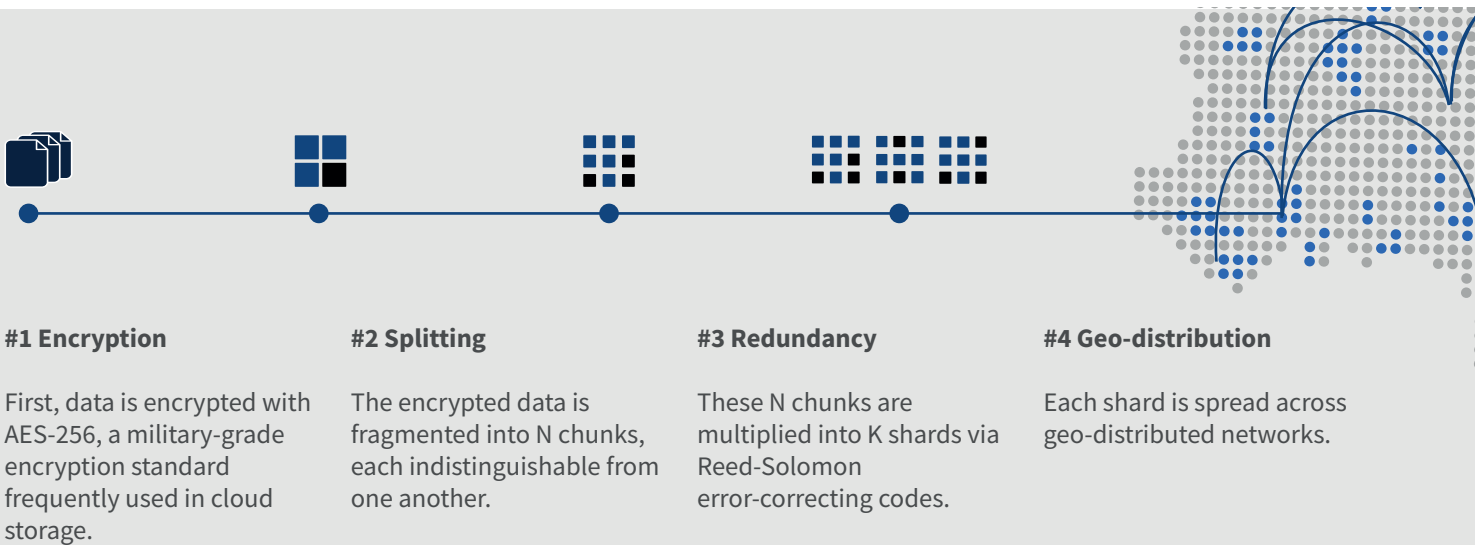 #1 Encryption
First, data is encrypted with
AES-256, a military-grade
encryption standard
frequently used in cloud
storage.
#2 Splitting
The encrypted data is
fragmented into N chunks,
each indistinguishable from
one another.
#3 Redundancy
These N chunks are
multiplied into K shards via
Reed-Solomon
error-correcting codes.
#4 Geo-distribution
Each shard is spread across
geo-distributed networks.